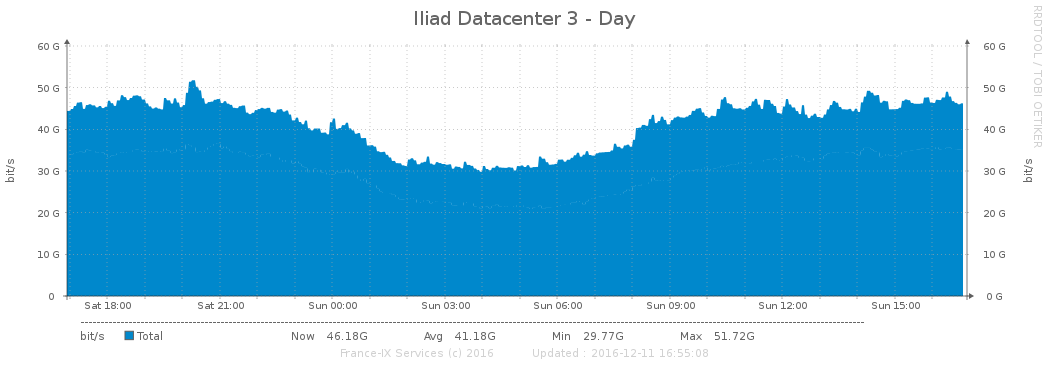 Iliad Datacenter 3 - Day
RRDTOOL / TOBI OETIKER
60 G 60 G
50 G 50 G
40 G 40 G
30 G 30 G
20 G 20 G
10 G 10 G
0 0 G
bit/s bit/s
Sat 18:00 Sat 21:00 Sun 00:00 Sun 03:00 Sun 06:00 Sun 09:00 Sun 12:00 Sun 15:00
bit/s Total Now 46.18G Avg 41.18G Min 29.77G Max 51.72G
France-IX Services (c) 2016 Updated : 2016-12-11 16:55:08